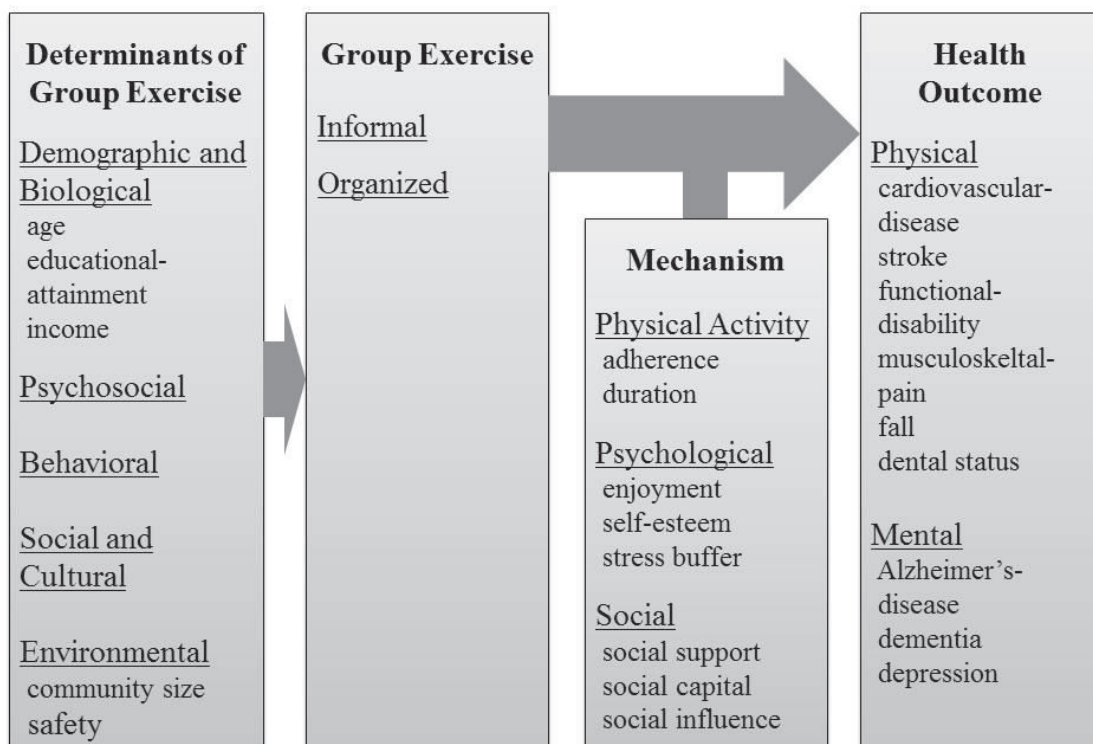 Determinants of
Group Exercise
Demographic and
Biological
age
educational-
attainment
income
Psychosocial
Behavioral
Social and
Cultural
Environmental
community size
safety
Group Exercise
Informal
Organized
Mechanism
Physical Activity
adherence
duration
Psychological
enjoyment
self-esteem
stress buffer
Social
social support
social capital
social influence
Health
Outcome
Physical
cardiovascular-
disease
stroke
functional-
disability
musculoskeltal-
pain
fall
dental status
Mental
Alzheimer’s-
disease
dementia
depression